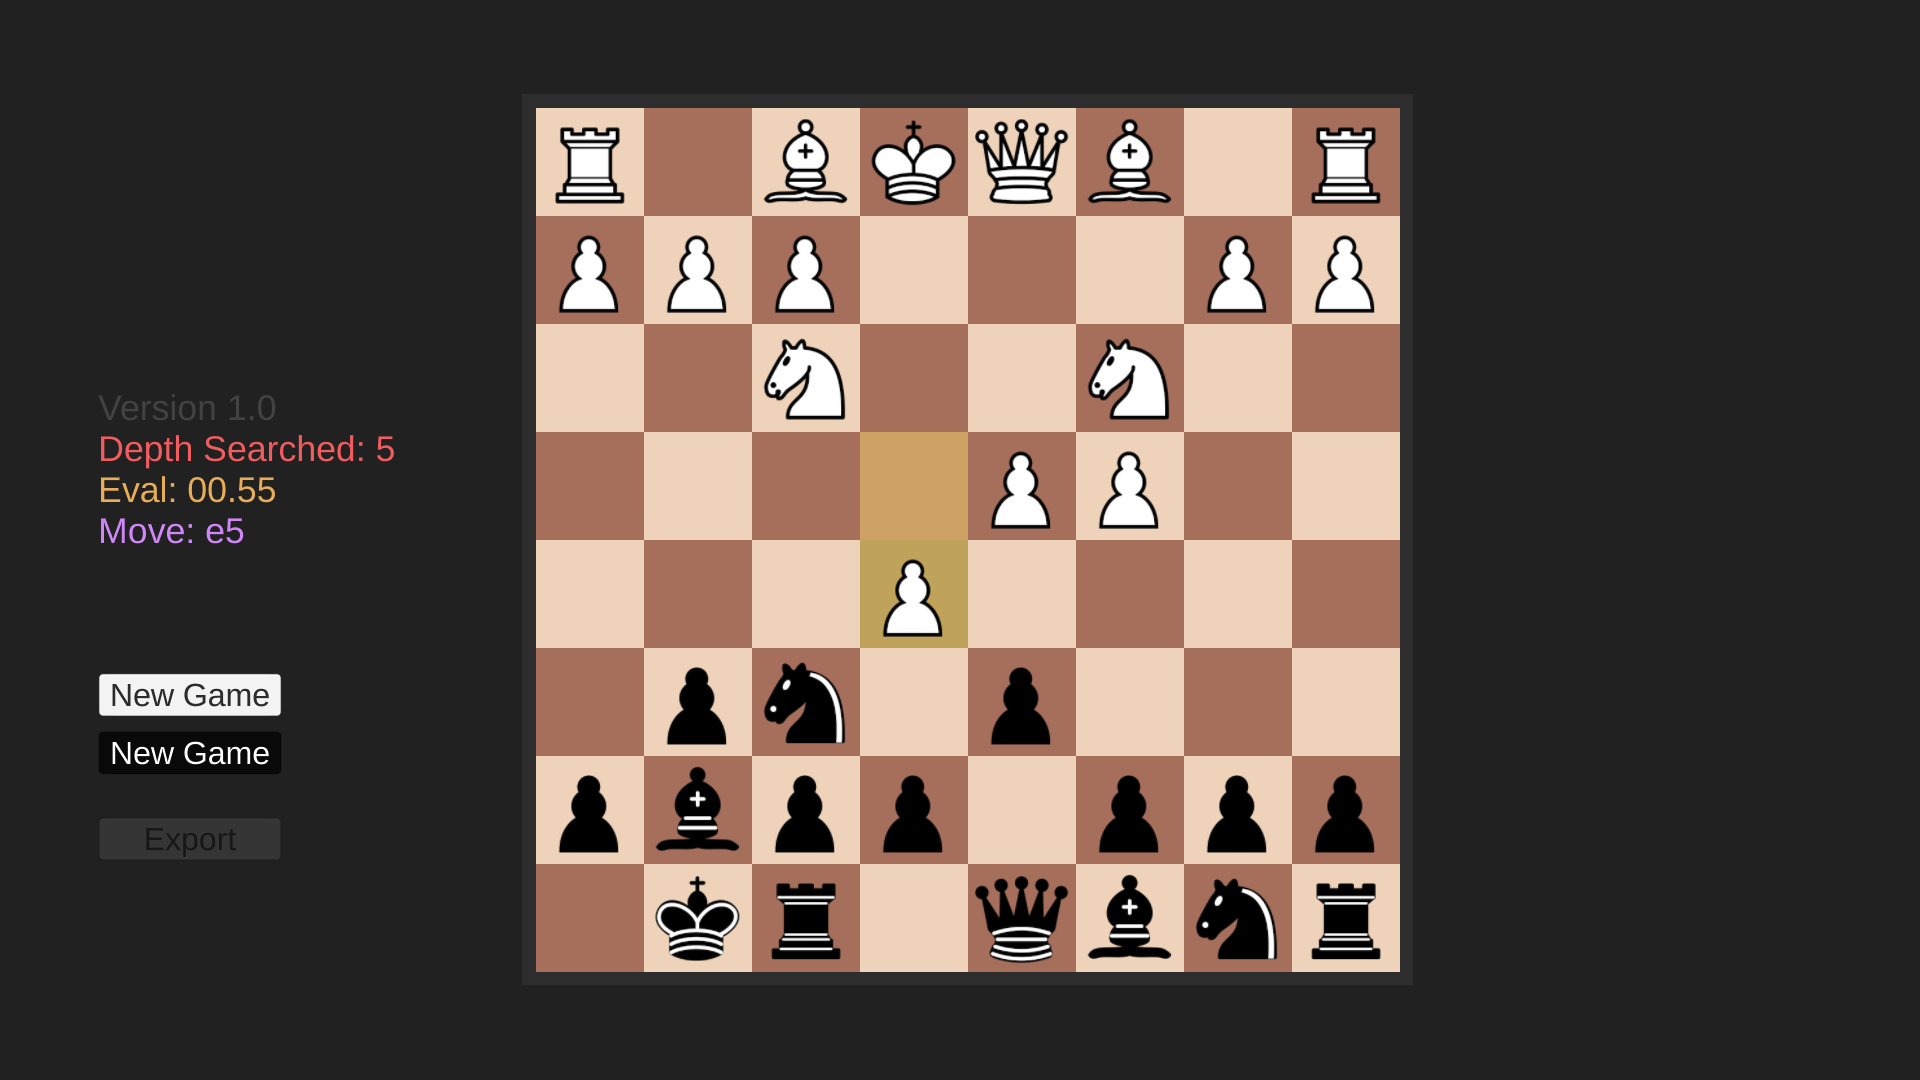 Version 1.0
Depth Searched: 5
Eval: 00.55
Move: e5
New Game
New Game
Export